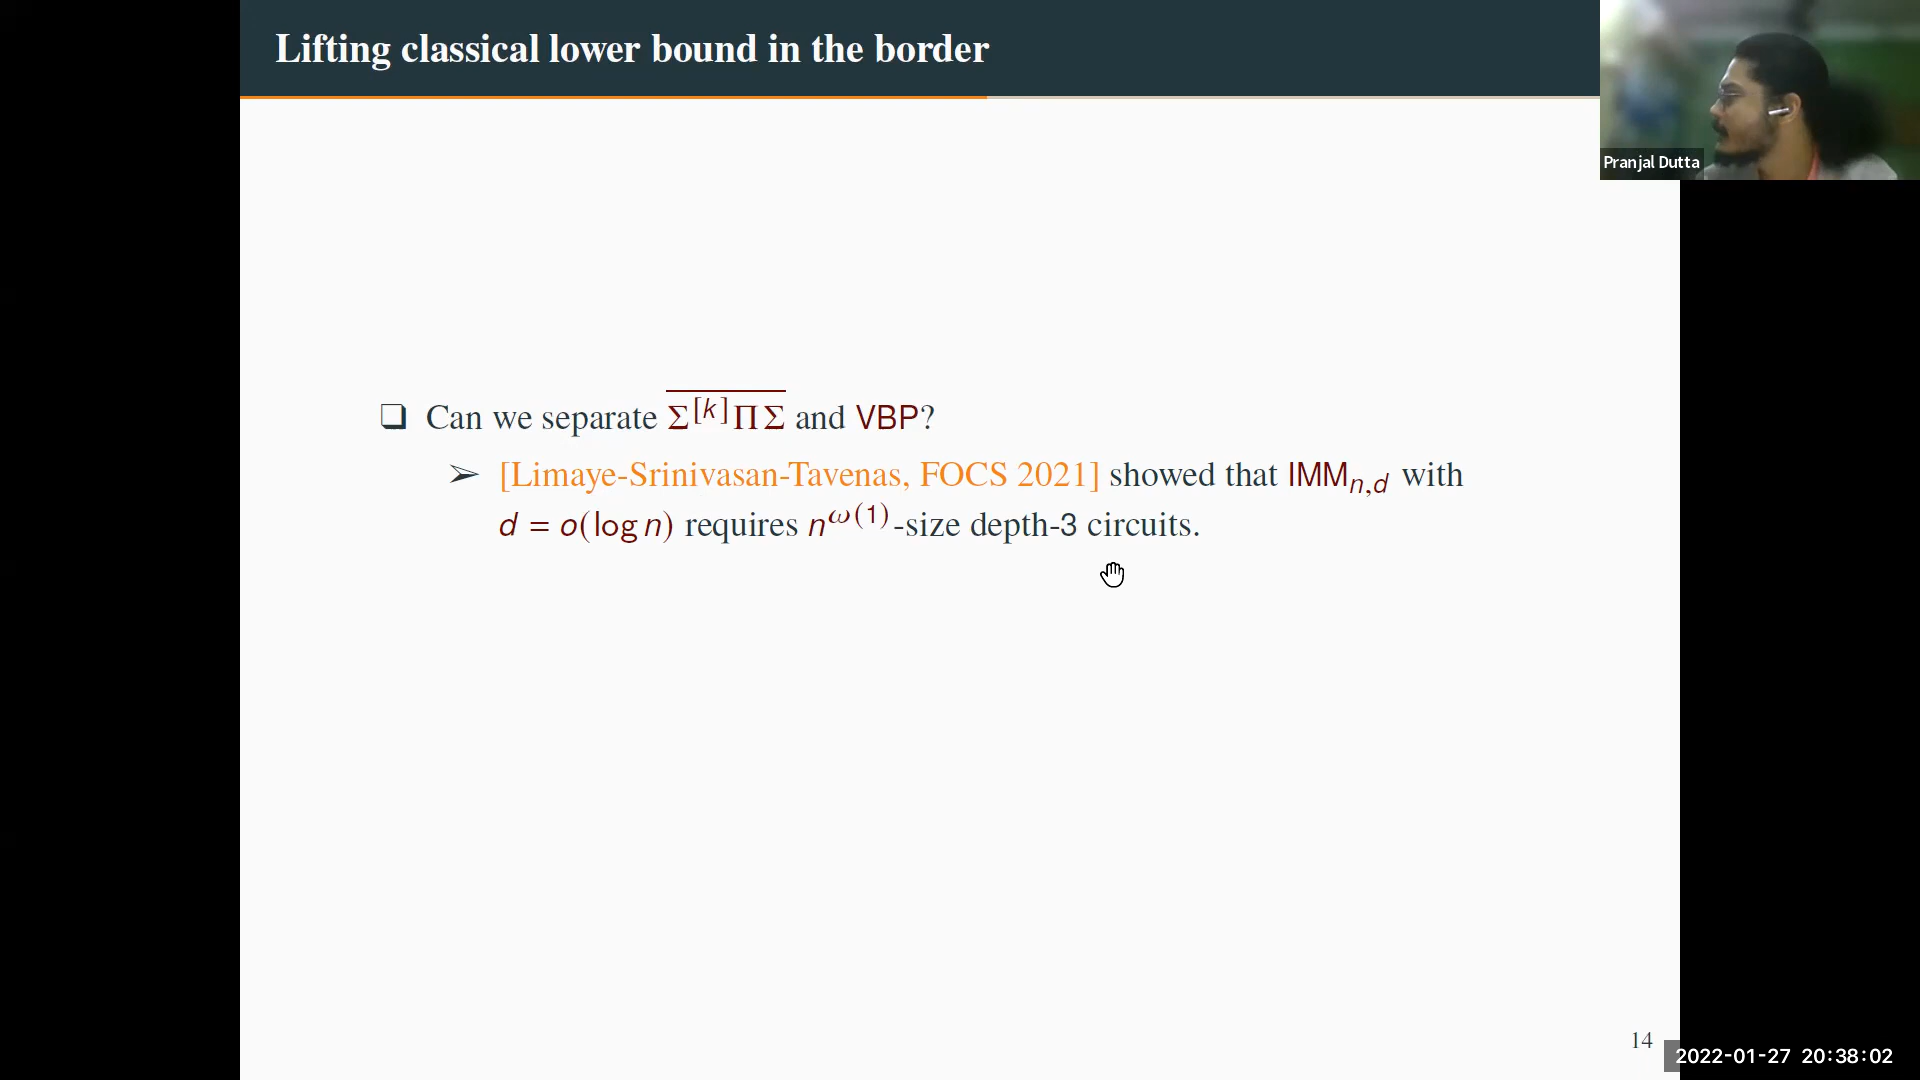 Lifting classical lower bound in the border
Pranjal Dutta
❏ Can we separate $\overline{\Sigma^{[k]}\Pi\Sigma}$ and VBP?
➢ [Limaye-Srinivasan-Tavenas, FOCS 2021] showed that $\mathsf{IMM}_{n,d}$ with
$d = o(\log n)$ requires $n^{\omega(1)}$-size depth-3 circuits.
14
2022-01-27 20:38:02